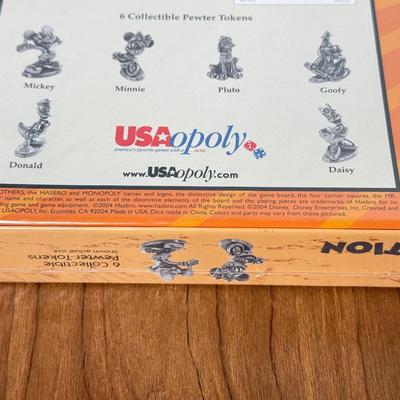 6 Collectible Pewter Tokens
Mickey
Minnie
Pluto
Goofy
Donald
Daisy
USAopoly
America's favorite games with a twist
www.USAopoly.com
OTHERS, the HASBRO and MONOPOLY names and logos, the distinctive design of the game board, the four corner squares, the MR.
name and character, as well as each of the distinctive elements of the board and the playing pieces are trademarks of Hasbro for its
ding game and game equipment. ©2004 Hasbro. www.hasbro.com All Rights Reserved. ©2004 Disney. Disney Enterprises, Inc. Created and
USAOPOLY, Inc. Encinitas, CA 92024. Made in USA. Dice made in China. Colors and parts may vary from those pictured.
6 Collectible
Pewter Tokens
Shown actual size
TION